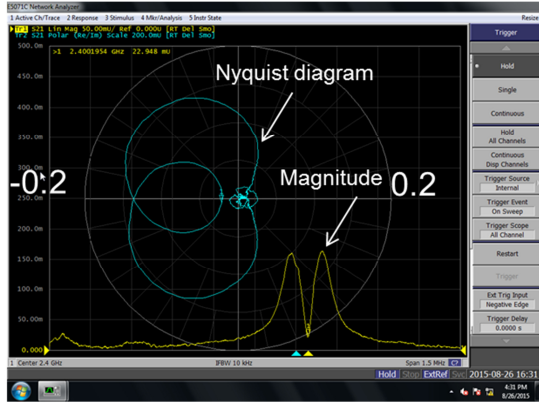 E5071C Network Analyzer
1 Active Ch/Trace 2 Response 3 Stimulus 4 Mkr/Analysis 5 Instr State
Resize
Tr1 S21 Lin Mag 50.00mU/ Ref 0.000U [RT Del Smo]
Tr2 S21 Polar (Re/Im) Scale 200.0mU [RT Del Smo]
>1 2.4001954 GHz 22.948 mU
500.0m
450.0m
400.0m
350.0m
300.0m
250.0m
200.0m
150.0m
100.0m
50.00m
0.000
Nyquist diagram
Magnitude
-0.2
0.2
Trigger
Hold
Single
Continuous
Hold
All Channels
Continuous
Disp Channels
Trigger Source
Internal
Trigger Event
On Sweep
Trigger Scope
All Channel
Restart
Trigger
Ext Trig Input
Negative Edge
Trigger Delay
0.0000 s
1 Center 2.4 GHz
IFBW 10 kHz
Span 1.5 MHz
Hold Stop ExtRef Svc 2015-08-26 16:31
4:31 PM
8/26/2015